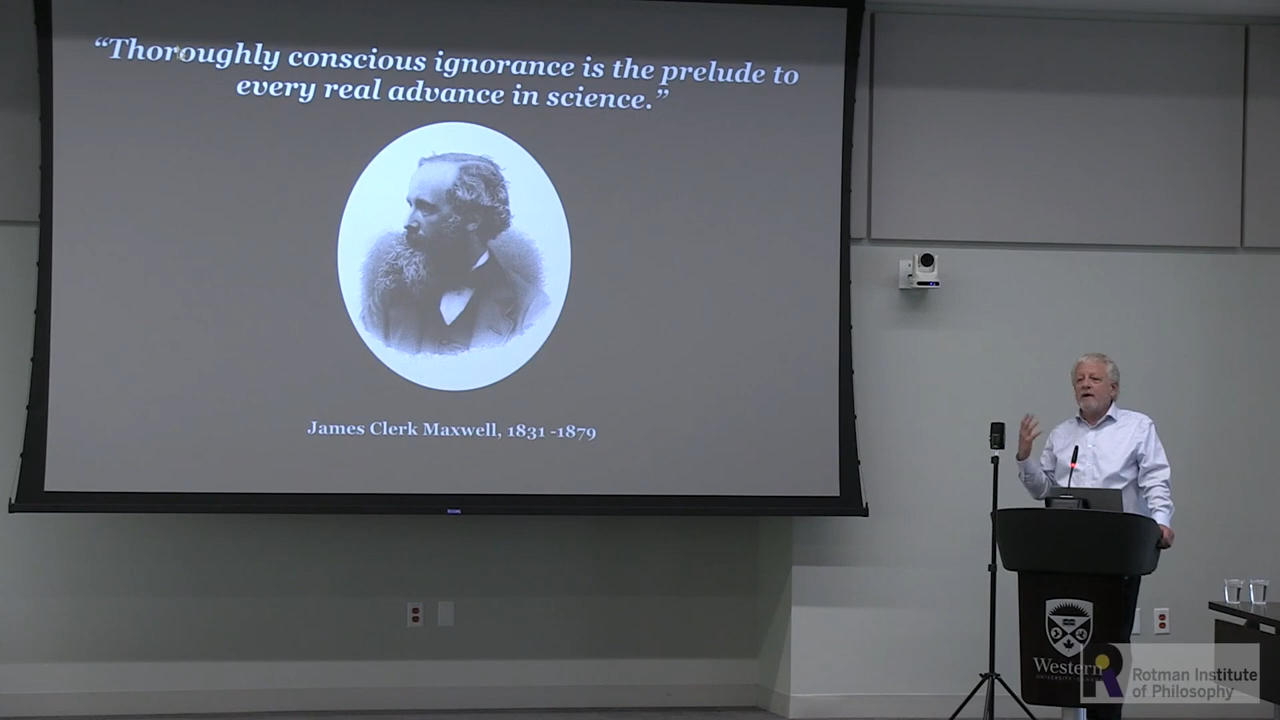 “Thoroughly conscious ignorance is the prelude to
every real advance in science.”
James Clerk Maxwell, 1831 -1879
Western
Rotman Institute
of Philosophy